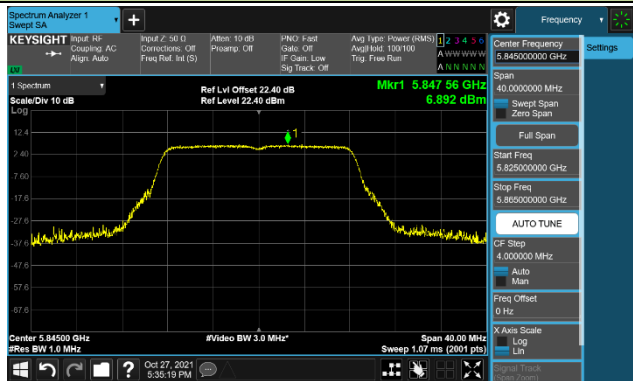 Spectrum Analyzer 1
Swept SA
+
Frequency
KEYSIGHT
Input: RF
Coupling: AC
Align: Auto
Input Z: 50 Ω
Corrections: Off
Freq Ref: Int (S)
Atten: 10 dB
Preamp: Off
PNO: Fast
Gate: Off
IF Gain: Low
Sig Track: Off
Avg Type: Power (RMS)
Avg|Hold: 100/100
Trig: Free Run
1 2 3 4 5 6
A W W W W W
A N N N N N
LXI
1 Spectrum
Scale/Div 10 dB
Log
Ref Lvl Offset 22.40 dB
Ref Level 22.40 dBm
Mkr1 5.847 56 GHz
6.892 dBm
1
12.4
2.40
-7.60
-17.6
-27.6
-37.6
-47.6
-57.6
-67.6
Center 5.84500 GHz
#Res BW 1.0 MHz
#Video BW 3.0 MHz*
Span 40.00 MHz
Sweep 1.07 ms (2001 pts)
Center Frequency
5.845000000 GHz
Settings
Span
40.0000000 MHz
Swept Span
Zero Span
Full Span
Start Freq
5.825000000 GHz
Stop Freq
5.865000000 GHz
AUTO TUNE
CF Step
4.000000 MHz
Auto
Man
Freq Offset
0 Hz
X Axis Scale
Log
Lin
Signal Track
(Span Zoom)
?
Oct 27, 2021
5:35:19 PM